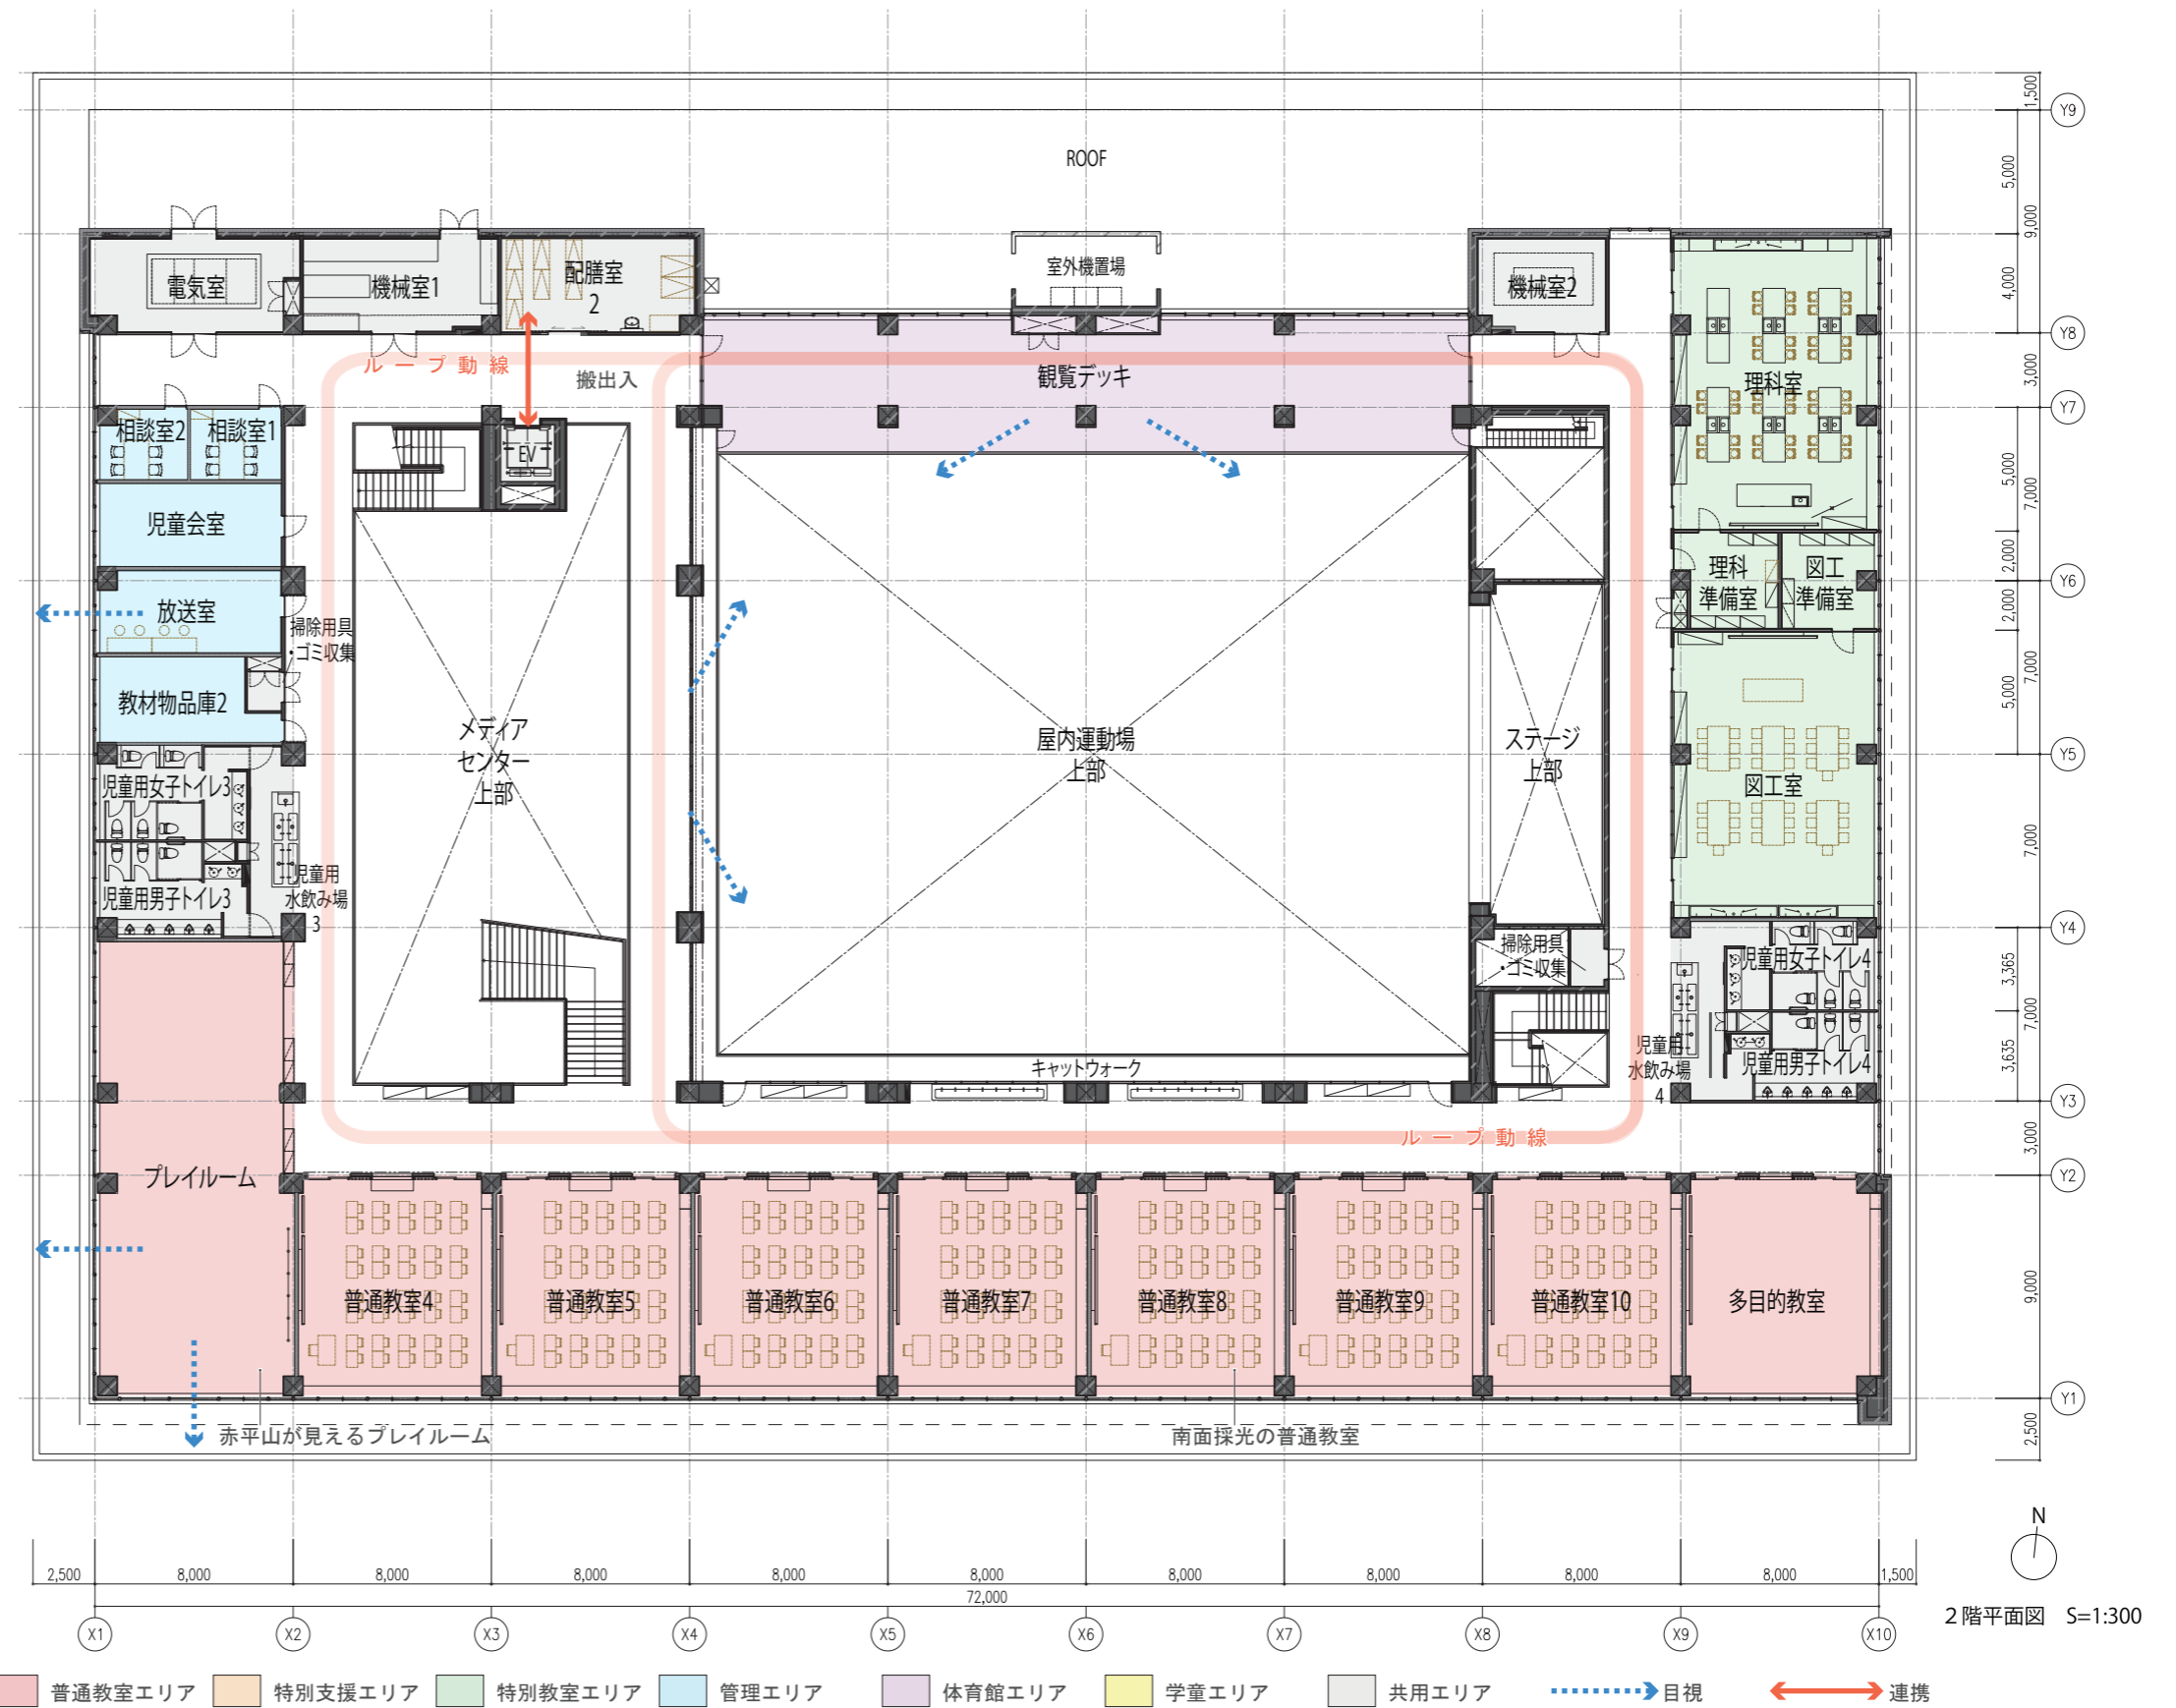 ROOF
1,500
Y9
5,000
9,000
4,000
Y8
3,000
Y7
5,000
7,000
2,000
Y6
2,000
7,000
5,000
Y5
7,000
Y4
3,365
7,000
3,635
Y3
3,000
Y2
9,000
Y1
2,500
電気室
機械室1
配膳室
2
室外機置場
機械室2
ループ動線
搬出入
観覧デッキ
理科室
相談室2
相談室1
EV
児童会室
放送室
掃除用具
・ゴミ収集
教材物品庫2
理科
準備室
図工
準備室
メディア
センター
上部
屋内運動場
上部
ステージ
上部
図工室
児童用女子トイレ3
児童用男子トイレ3
児童用
水飲み場
3
掃除用具
・ゴミ収集
児童用女子トイレ4
児童用男子トイレ4
児童用
水飲み場
4
キャットウォーク
ループ動線
プレイルーム
普通教室4
普通教室5
普通教室6
普通教室7
普通教室8
普通教室9
普通教室10
多目的教室
赤平山が見えるプレイルーム
南面採光の普通教室
N
2,500
8,000
8,000
8,000
8,000
8,000
8,000
8,000
8,000
8,000
1,500
72,000
X1
X2
X3
X4
X5
X6
X7
X8
X9
X10
2階平面図 S=1:300
普通教室エリア
特別支援エリア
特別教室エリア
管理エリア
体育館エリア
学童エリア
共用エリア
目視
連携